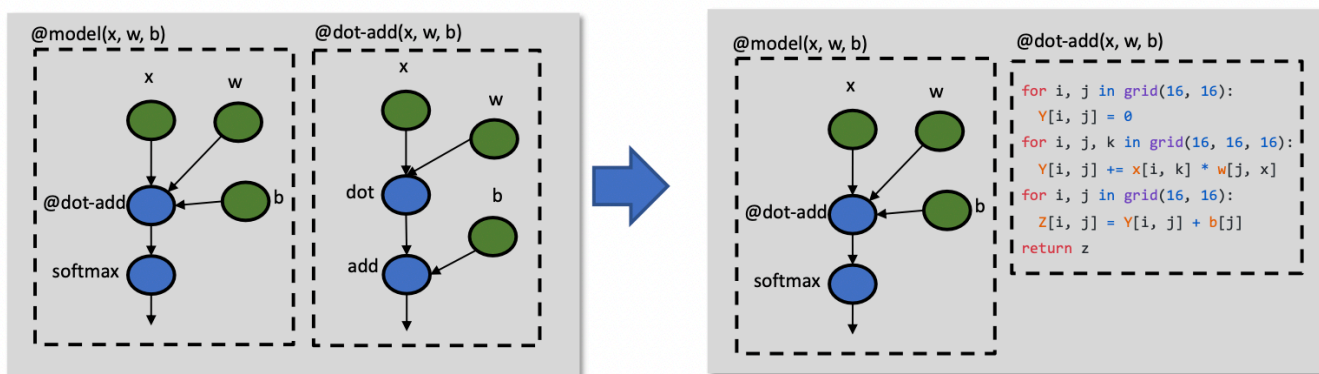 @model(x, w, b)
x
w
@dot-add
b
softmax
@dot-add(x, w, b)
x
w
dot
b
add
@model(x, w, b)
x
w
@dot-add
b
softmax
@dot-add(x, w, b)
for i, j in grid(16, 16):
Y[i, j] = 0
for i, j, k in grid(16, 16, 16):
Y[i, j] += x[i, k] * w[j, x]
for i, j in grid(16, 16):
Z[i, j] = Y[i, j] + b[j]
return z